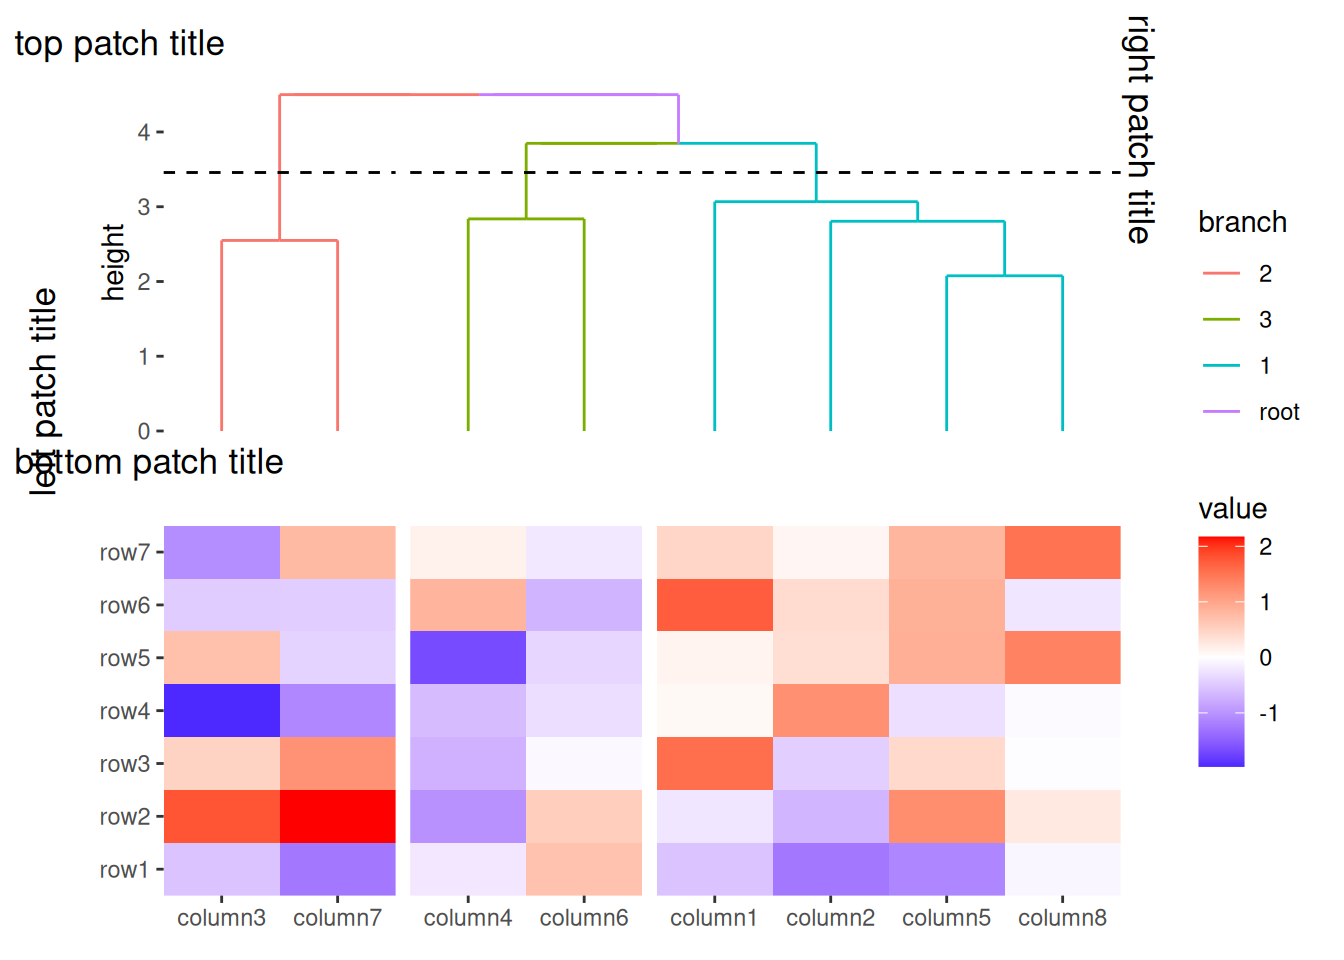 top patch title
right patch title
4
3
2
1
0
height
left patch title
branch
2
3
1
root
bottom patch title
value
2
1
0
-1
row7
row6
row5
row4
row3
row2
row1
column3 column7 column4 column6 column1 column2 column5 column8